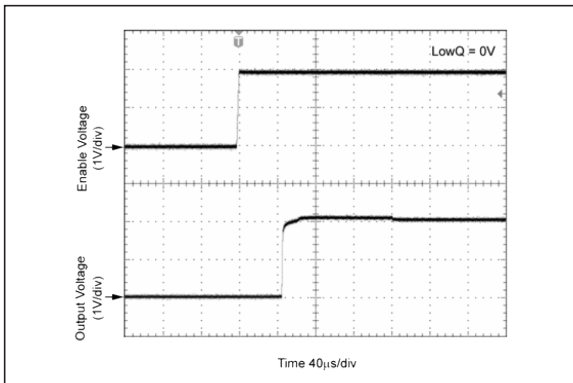 T
LowQ = 0V
Enable Voltage
(1V/div)
Output Voltage
(1V/div)
Time 40μs/div